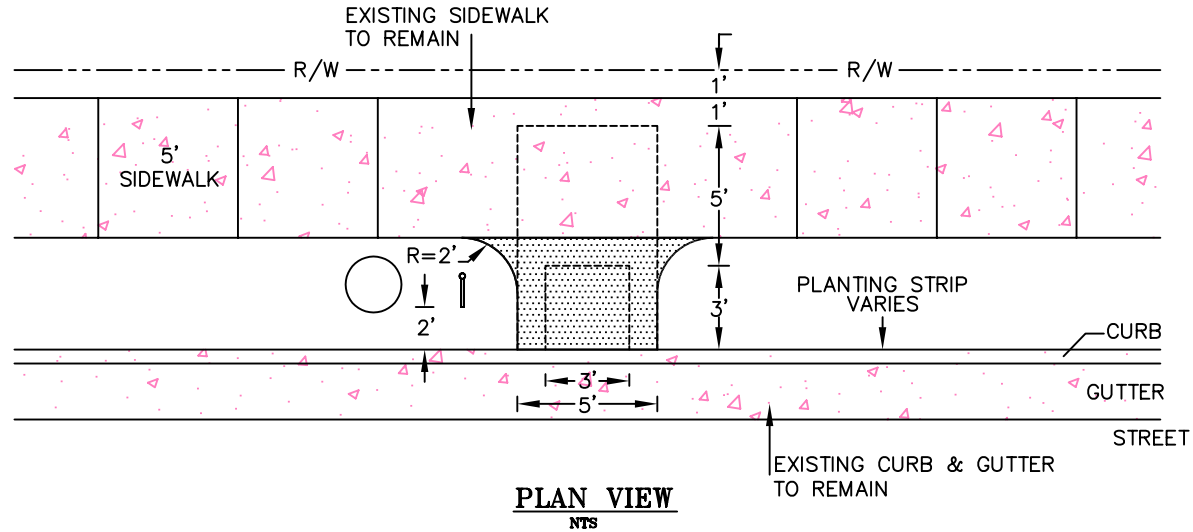 EXISTING SIDEWALK
TO REMAIN
R/W
R/W
1'
1'
5'
SIDEWALK
5'
R=2'
2'
3'
PLANTING STRIP
VARIES
CURB
3'
5'
GUTTER
STREET
EXISTING CURB & GUTTER
TO REMAIN
PLAN VIEW
NTS